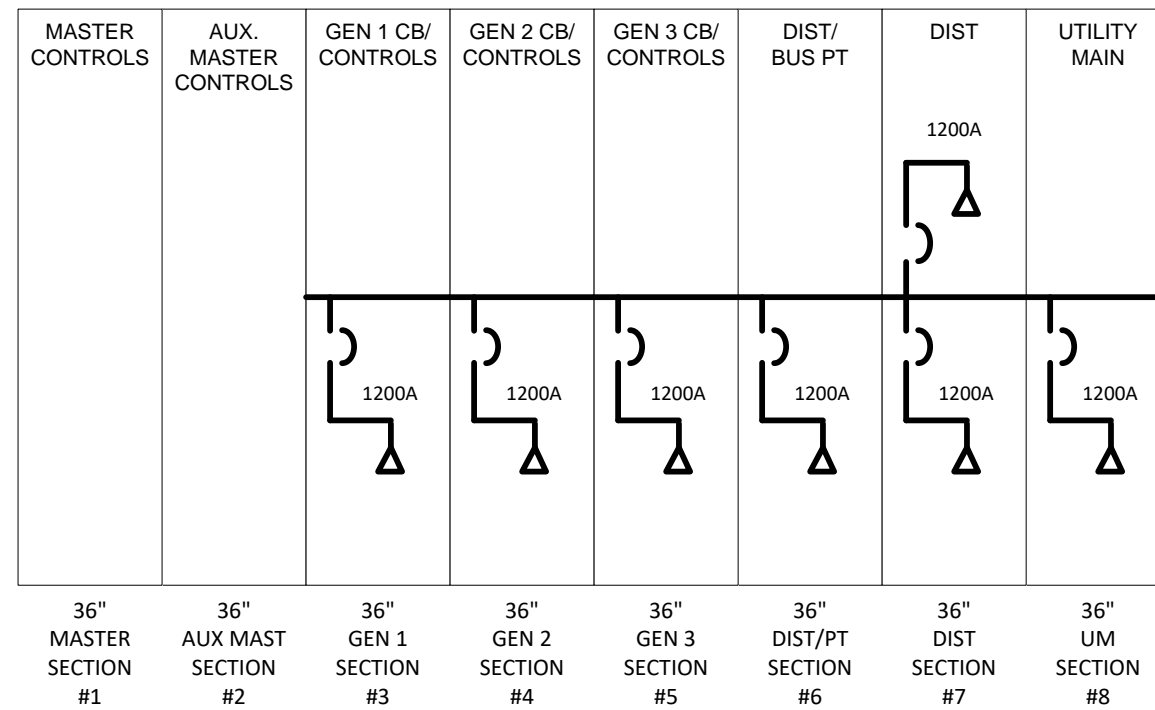 MASTER
CONTROLS
AUX.
MASTER
CONTROLS
GEN 1 CB/
CONTROLS
GEN 2 CB/
CONTROLS
GEN 3 CB/
CONTROLS
DIST/
BUS PT
DIST
UTILITY
MAIN
1200A
1200A
1200A
1200A
1200A
1200A
1200A
36"
MASTER
SECTION
#1
36"
AUX MAST
SECTION
#2
36"
GEN 1
SECTION
#3
36"
GEN 2
SECTION
#4
36"
GEN 3
SECTION
#5
36"
DIST/PT
SECTION
#6
36"
DIST
SECTION
#7
36"
UM
SECTION
#8